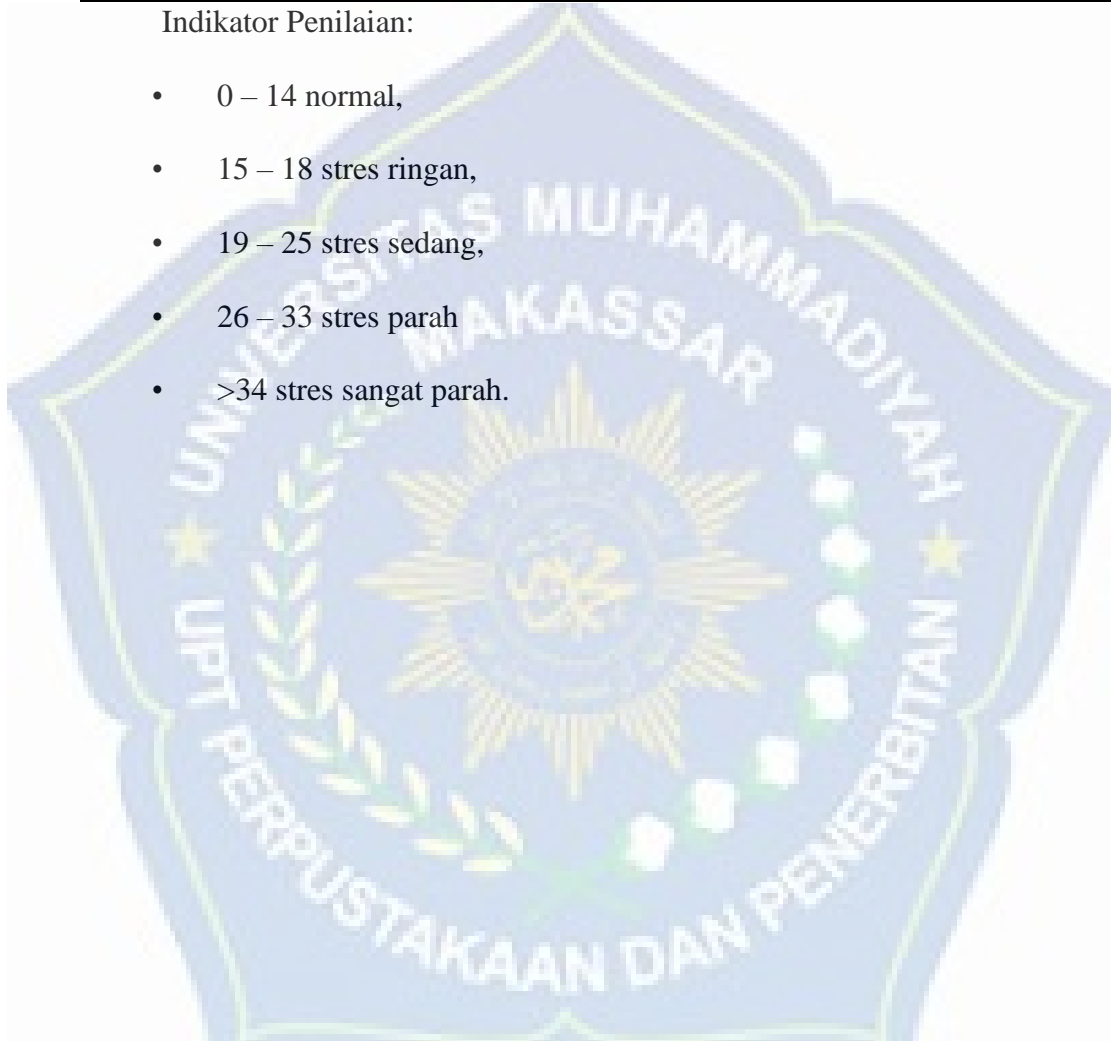 Indikator Penilaian:
• 0 – 14 normal,
• 15 – 18 stres ringan,
• 19 – 25 stres sedang,
• 26 – 33 stres parah
• >34 stres sangat parah.
UNIVERSITAS MUHAMMADIYAH
MAKASSAR
UPT PERPUSTAKAAN DAN PENERBITAN